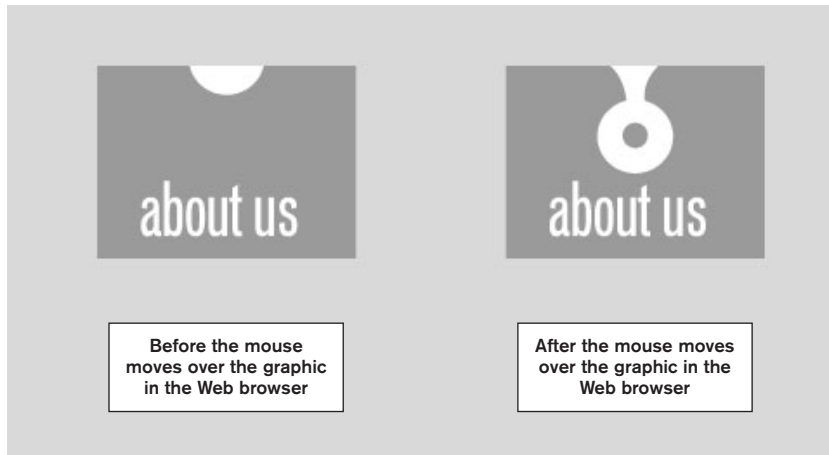 about us
about us
Before the mouse
moves over the graphic
in the Web browser
After the mouse moves
over the graphic in the
Web browser